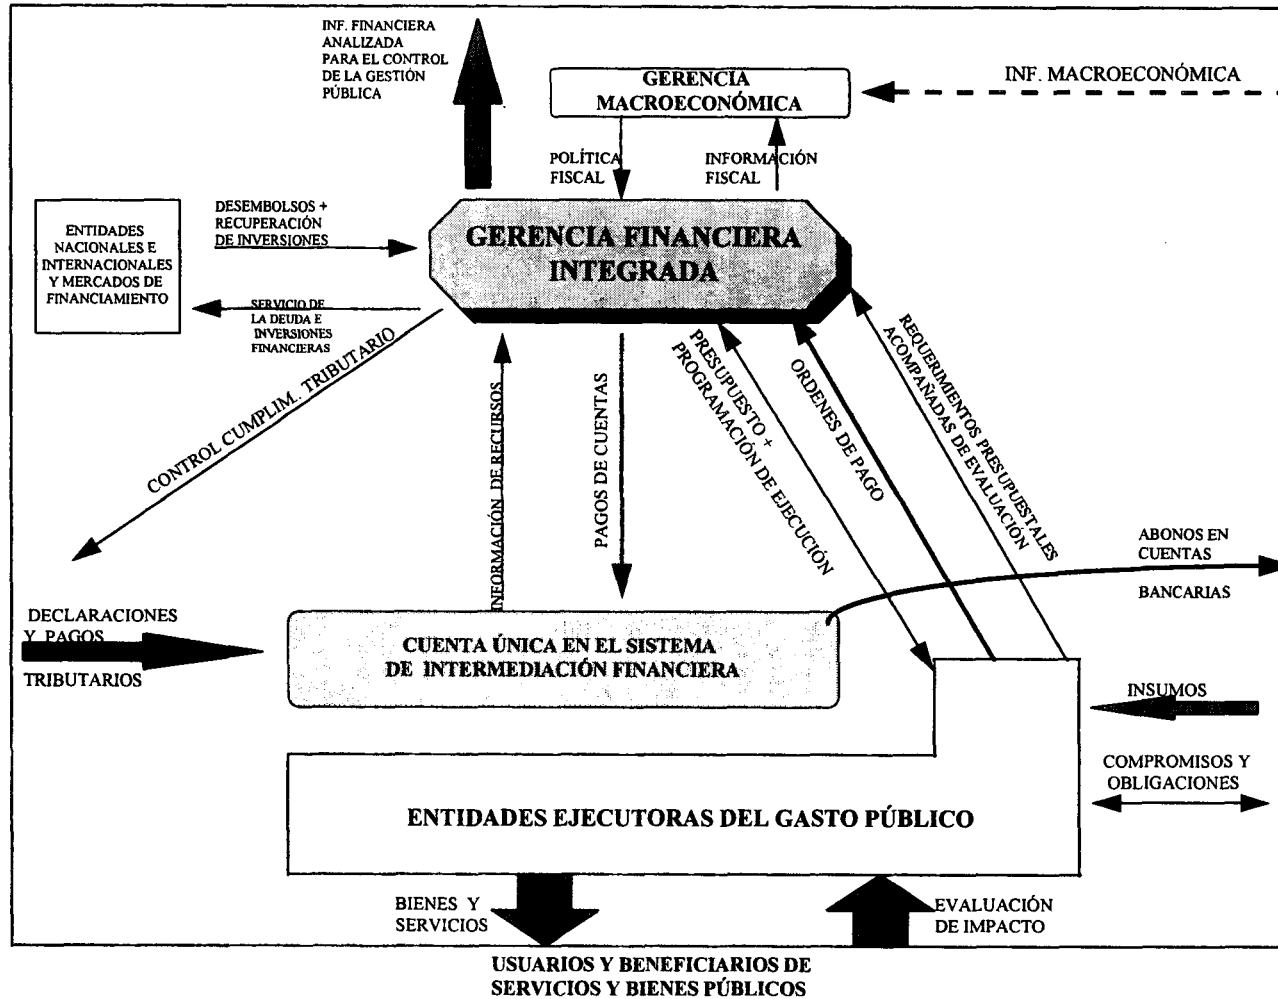 INF. FINANCIERA
ANALIZADA
PARA EL CONTROL
DE LA GESTIÓN
PÚBLICA
GERENCIA
MACROECONÓMICA
INF. MACROECONÓMICA
POLÍTICA
FISCAL
INFORMACIÓN
FISCAL
ENTIDADES
NACIONALES E
INTERNACIONALES
Y MERCADOS DE
FINANCIAMIENTO
DESEMBOLSOS +
RECUPERACIÓN
DE INVERSIONES
GERENCIA FINANCIERA
INTEGRADA
SERVICIO DE
LA DEUDA E
INVERSIONES
FINANCIERAS
CONTROL CUMPLIM. TRIBUTARIO
INFORMACIÓN DE RECURSOS
PAGOS DE CUENTAS
PRESUPUESTO +
PROGRAMACIÓN DE EJECUCIÓN
ORDENES DE PAGO
REQUERIMIENTOS PRESUPUESTALES
ACOMPAÑADAS DE EVALUACIÓN
ABONOS EN
CUENTAS
BANCARIAS
DECLARACIONES
Y PAGOS
TRIBUTARIOS
CUENTA ÚNICA EN EL SISTEMA
DE INTERMEDIACIÓN FINANCIERA
INSUMOS
COMPROMISOS Y
OBLIGACIONES
ENTIDADES EJECUTORAS DEL GASTO PÚBLICO
BIENES Y
SERVICIOS
EVALUACIÓN
DE IMPACTO
USUARIOS Y BENEFICIARIOS DE
SERVICIOS Y BIENES PÚBLICOS